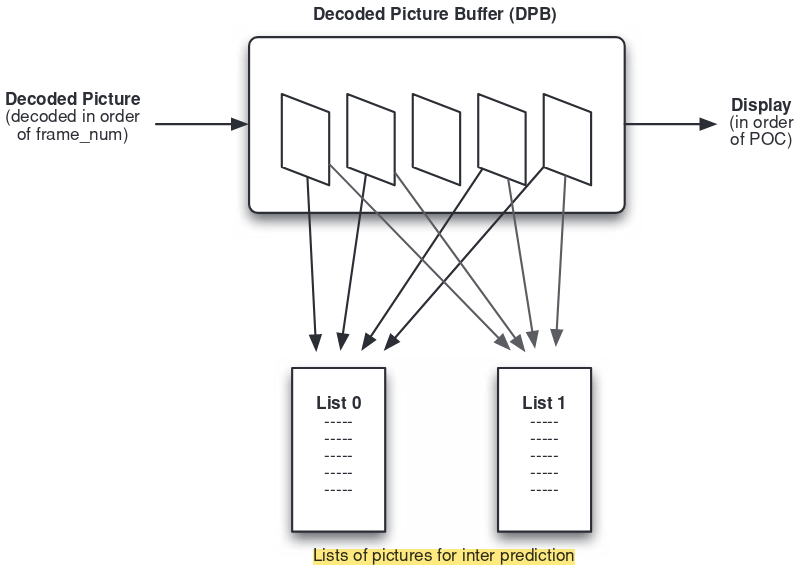 Decoded Picture Buffer (DPB)
Decoded Picture
(decoded in order
of frame_num)
Display
(in order
of POC)
List 0
-----
-----
-----
-----
-----
List 1
-----
-----
-----
-----
-----
Lists of pictures for inter prediction